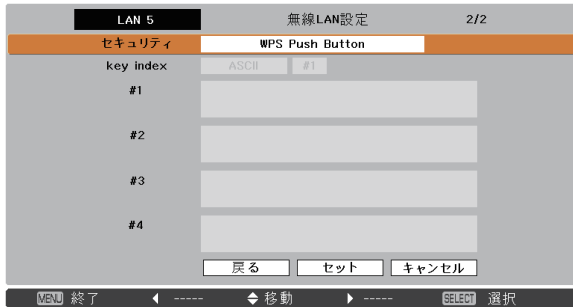 LAN 5 無線LAN設定 2/2
セキュリティ WPS Push Button
key index ASCII #1
#1
#2
#3
#4
戻る セット キャンセル
MENU 終了 ----- 移動 ----- SELECT 選択